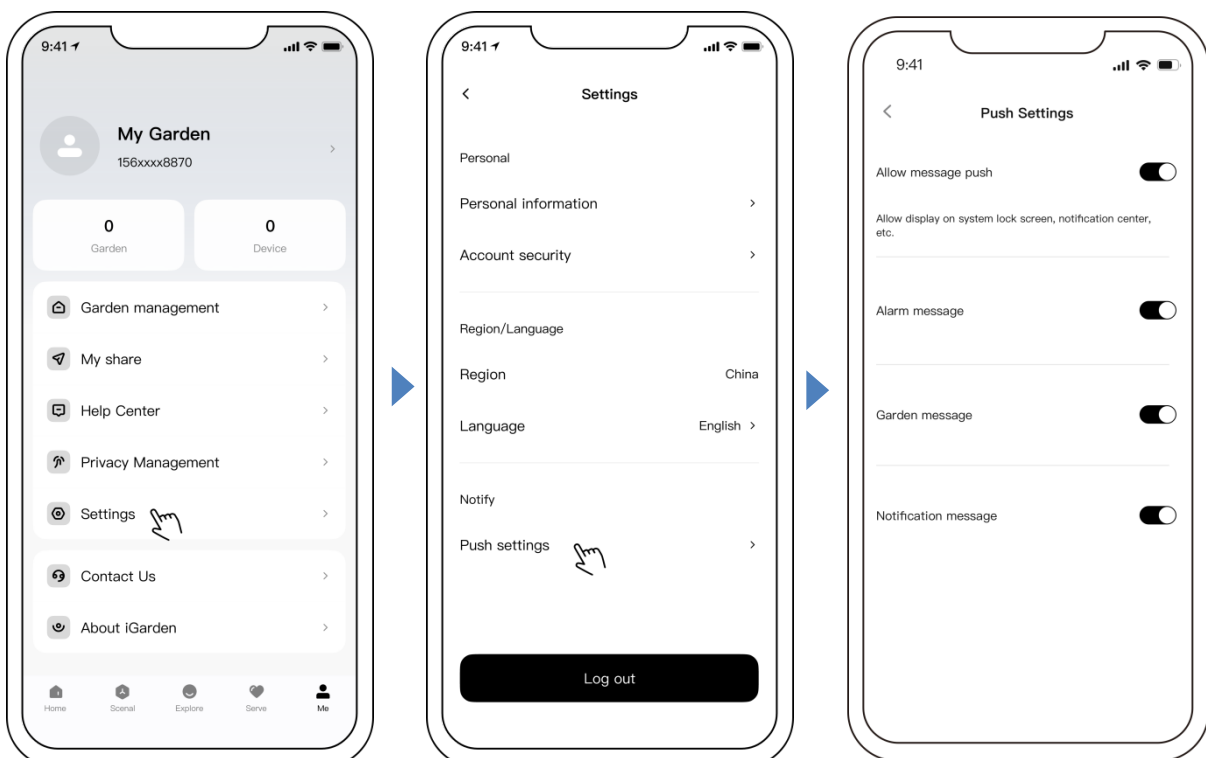 9:41
My Garden
156xxxx8870
0
Garden
0
Device
Garden management
My share
Help Center
Privacy Management
Settings
Contact Us
About iGarden
Home
Scenal
Explore
Serve
Me
9:41
Settings
Personal
Personal information
Account security
Region/Language
Region China
Language English
Notify
Push settings
Log out
9:41
Push Settings
Allow message push
Allow display on system lock screen, notification center,
etc.
Alarm message
Garden message
Notification message